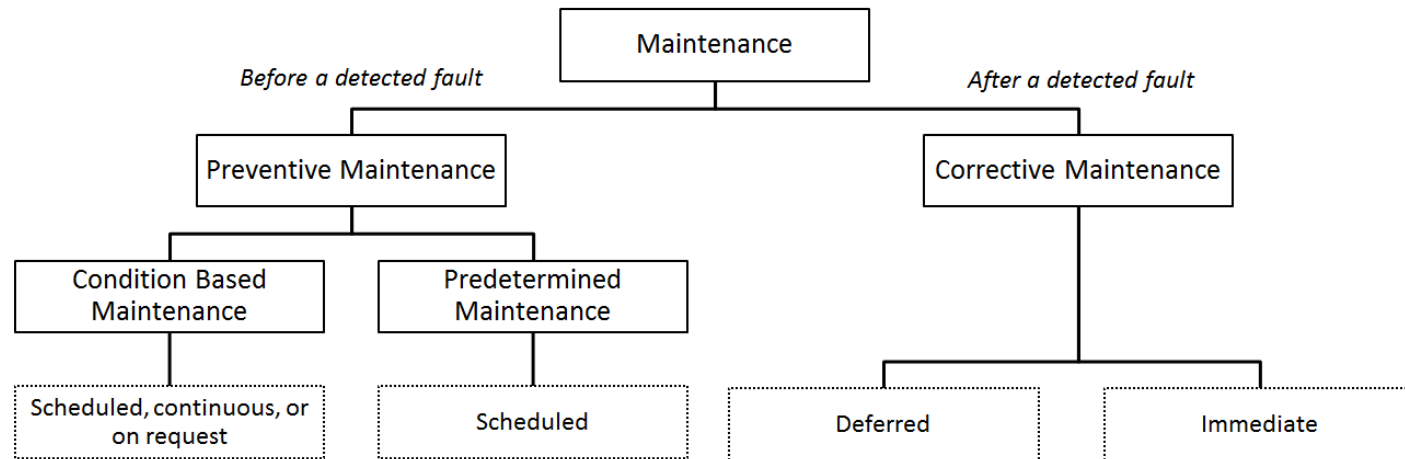 Maintenance
Before a detected fault
After a detected fault
Preventive Maintenance
Corrective Maintenance
Condition Based
Maintenance
Predetermined
Maintenance
Scheduled, continuous, or
on request
Scheduled
Deferred
Immediate